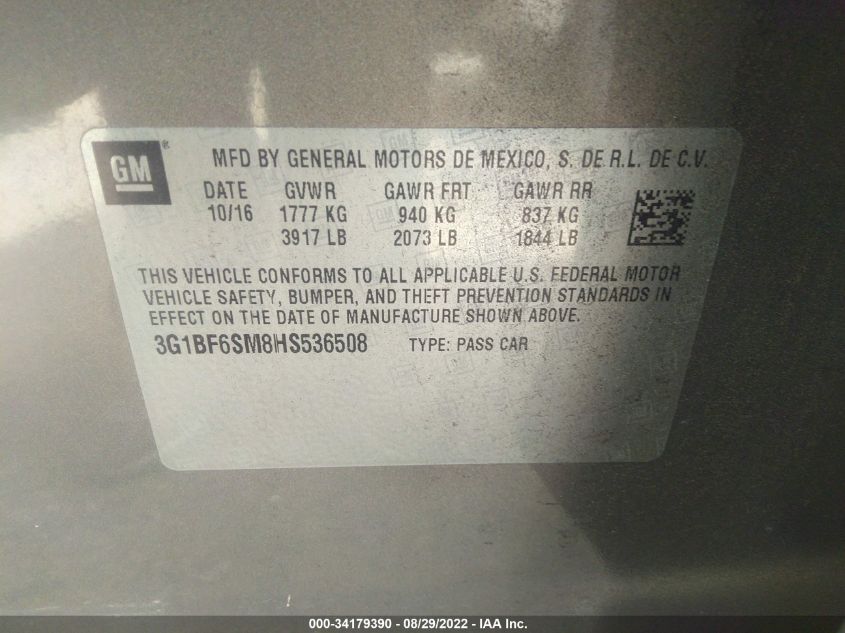 GM ®
MFD BY GENERAL MOTORS DE MEXICO, S. DE R.L. DE C.V.
DATE GVWR GAWR FRT GAWR RR
10/16 1777 KG 940 KG 837 KG
3917 LB 2073 LB 1844 LB
THIS VEHICLE CONFORMS TO ALL APPLICABLE U.S. FEDERAL MOTOR
VEHICLE SAFETY, BUMPER, AND THEFT PREVENTION STANDARDS IN
EFFECT ON THE DATE OF MANUFACTURE SHOWN ABOVE.
3G1BF6SM8HS536508 TYPE: PASS CAR
000-34179390 - 08/29/2022 - IAA Inc.